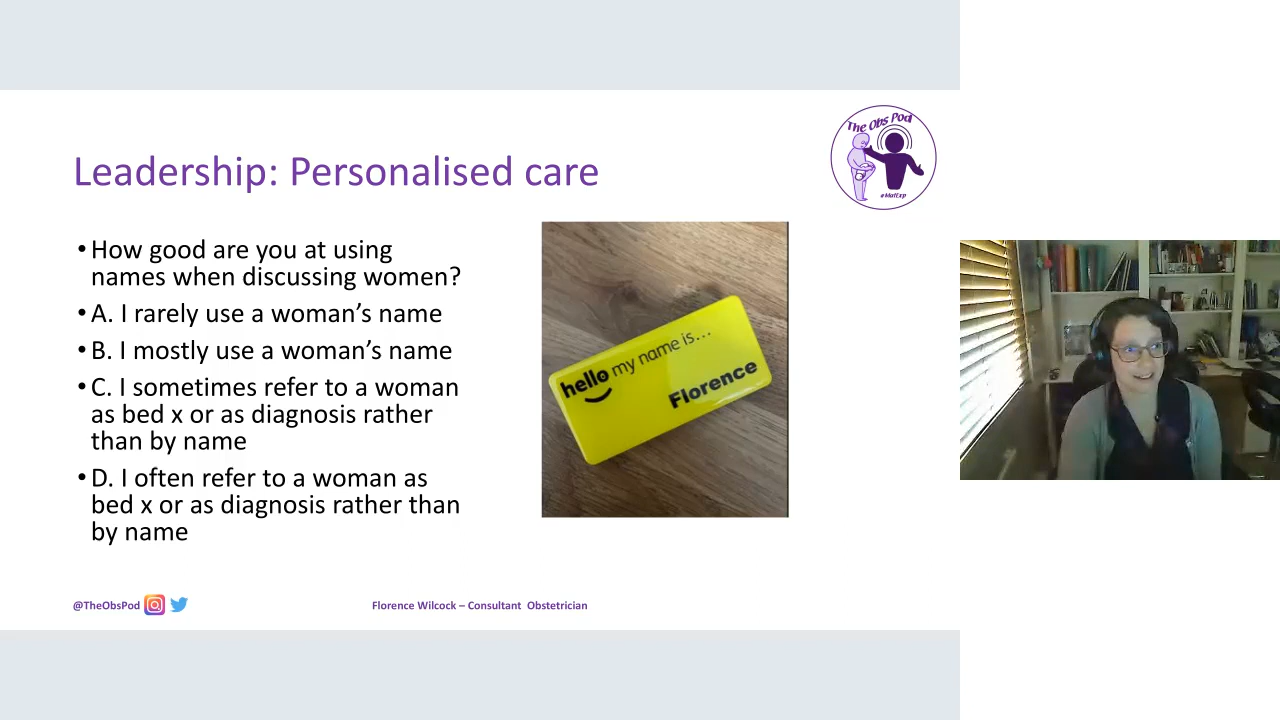 The Obs Pod
#MatExp
Leadership: Personalised care
•How good are you at using
names when discussing women?
•A. I rarely use a woman’s name
•B. I mostly use a woman’s name
•C. I sometimes refer to a woman
as bed x or as diagnosis rather
than by name
•D. I often refer to a woman as
bed x or as diagnosis rather than
by name
hello my name is...
Florence
@TheObsPod
Florence Wilcock – Consultant Obstetrician